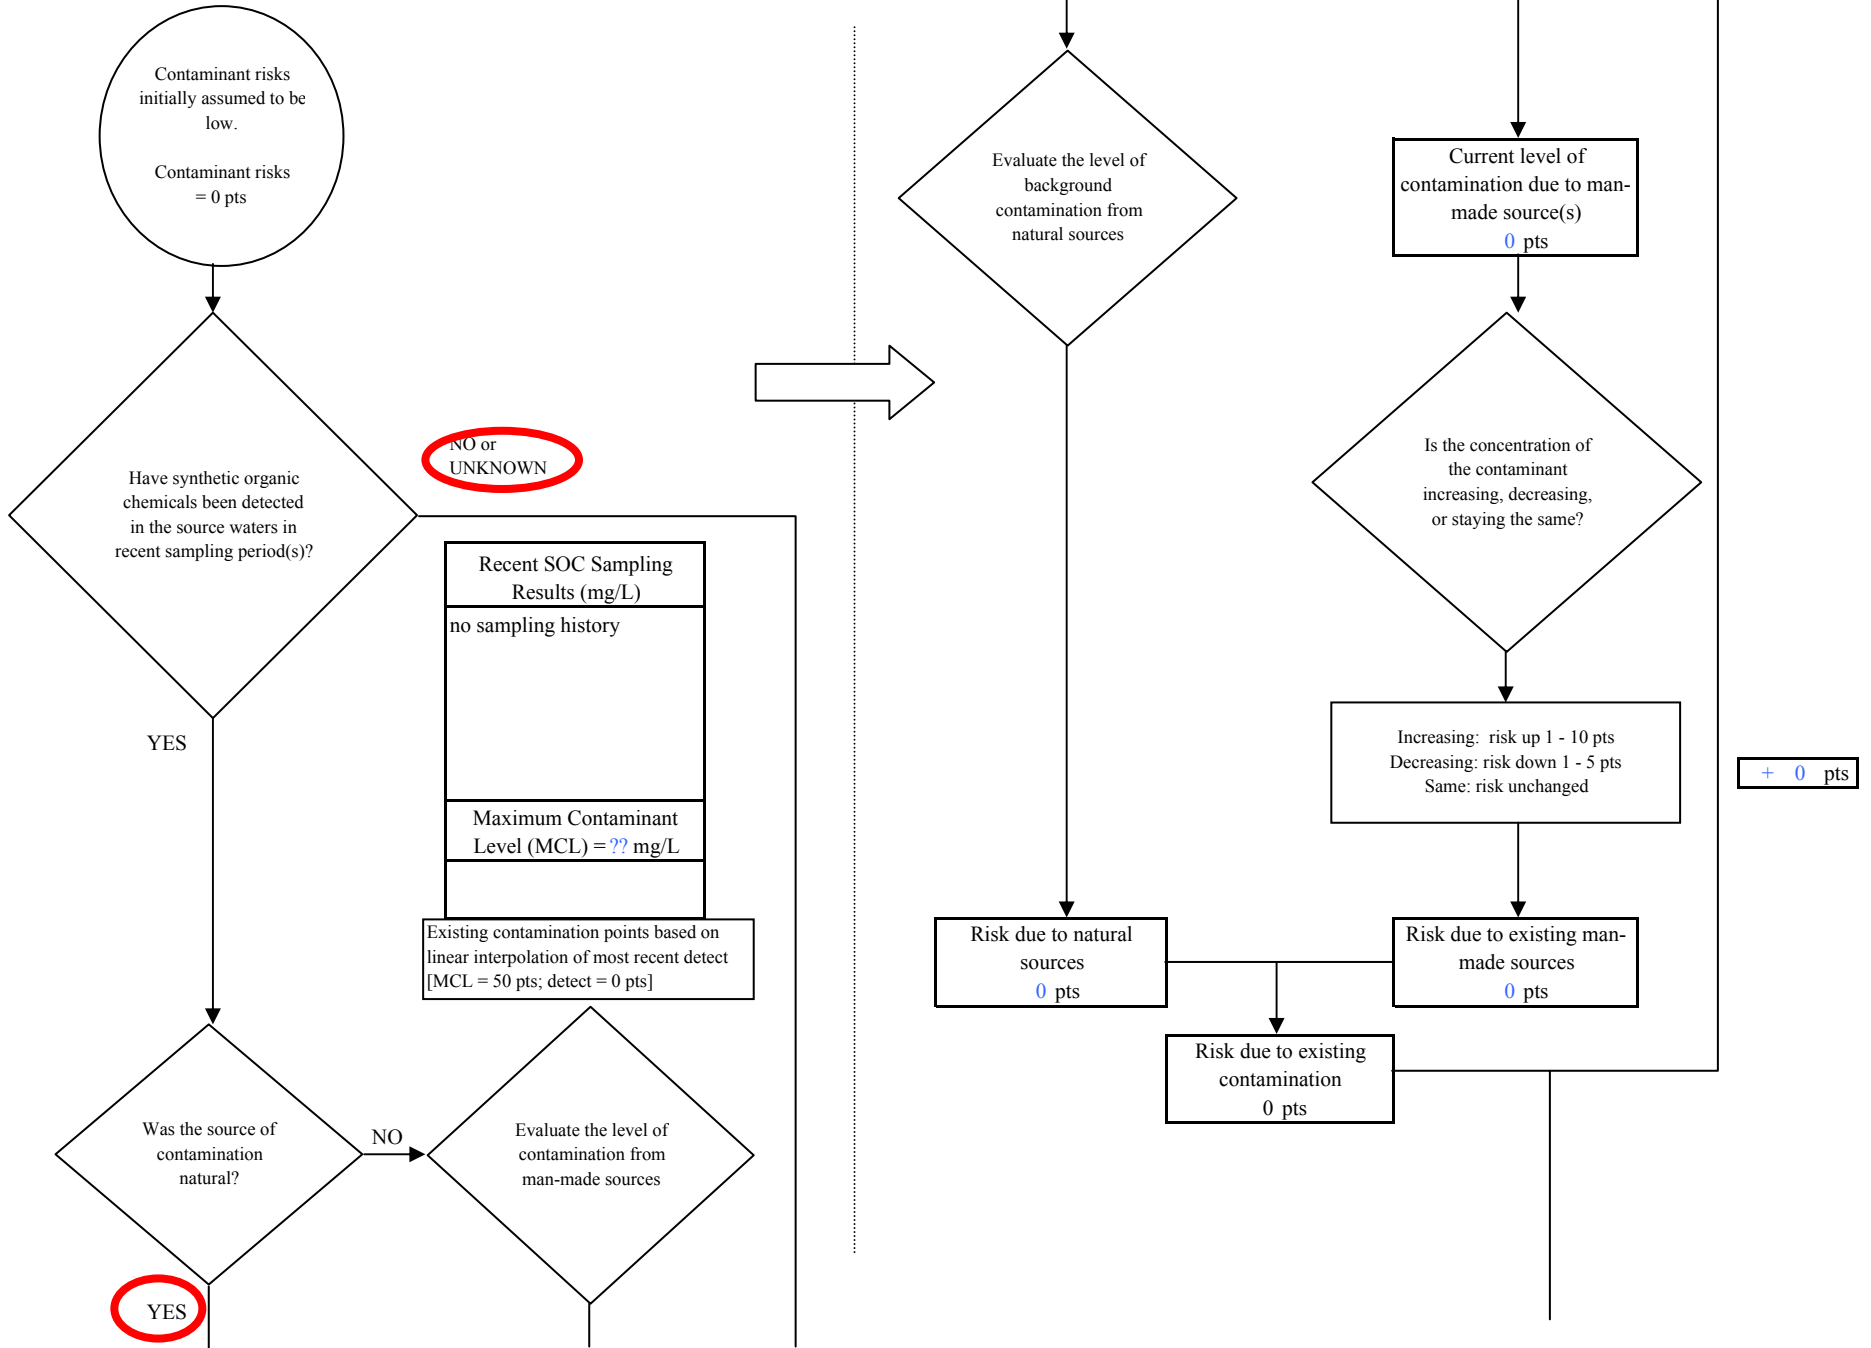 Contaminant risks
initially assumed to be
low.
Contaminant risks
= 0 pts
Have synthetic organic
chemicals been detected
in the source waters in
recent sampling period(s)?
NO or
UNKNOWN
YES
Recent SOC Sampling
Results (mg/L)
no sampling history
Maximum Contaminant
Level (MCL) = ?? mg/L
Existing contamination points based on
linear interpolation of most recent detect
[MCL = 50 pts; detect = 0 pts]
Was the source of
contamination
natural?
NO
Evaluate the level of
contamination from
man-made sources
YES
Evaluate the level of
background
contamination from
natural sources
Current level of
contamination due to man-
made source(s)
0 pts
Is the concentration of
the contaminant
increasing, decreasing,
or staying the same?
Increasing: risk up 1 - 10 pts
Decreasing: risk down 1 - 5 pts
Same: risk unchanged
+ 0 pts
Risk due to natural
sources
0 pts
Risk due to existing man-
made sources
0 pts
Risk due to existing
contamination
0 pts